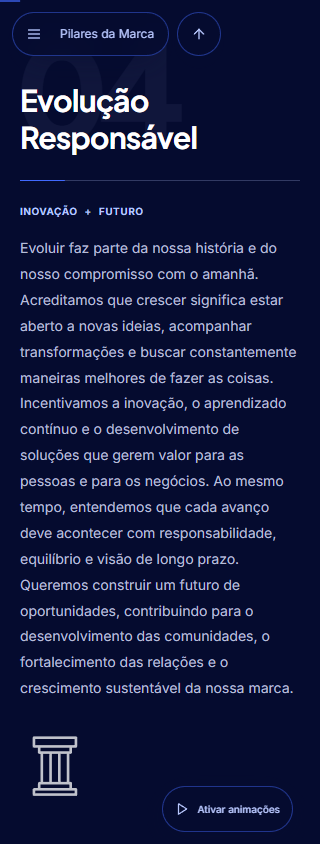 Pilares da Marca
04
Evolução
Responsável
INOVAÇÃO + FUTURO
Evoluir faz parte da nossa história e do
nosso compromisso com o amanhã.
Acreditamos que crescer significa estar
aberto a novas ideias, acompanhar
transformações e buscar constantemente
maneiras melhores de fazer as coisas.
Incentivamos a inovação, o aprendizado
contínuo e o desenvolvimento de
soluções que gerem valor para as
pessoas e para os negócios. Ao mesmo
tempo, entendemos que cada avanço
deve acontecer com responsabilidade,
equilíbrio e visão de longo prazo.
Queremos construir um futuro de
oportunidades, contribuindo para o
desenvolvimento das comunidades, o
fortalecimento das relações e o
crescimento sustentável da nossa marca.
Ativar animações